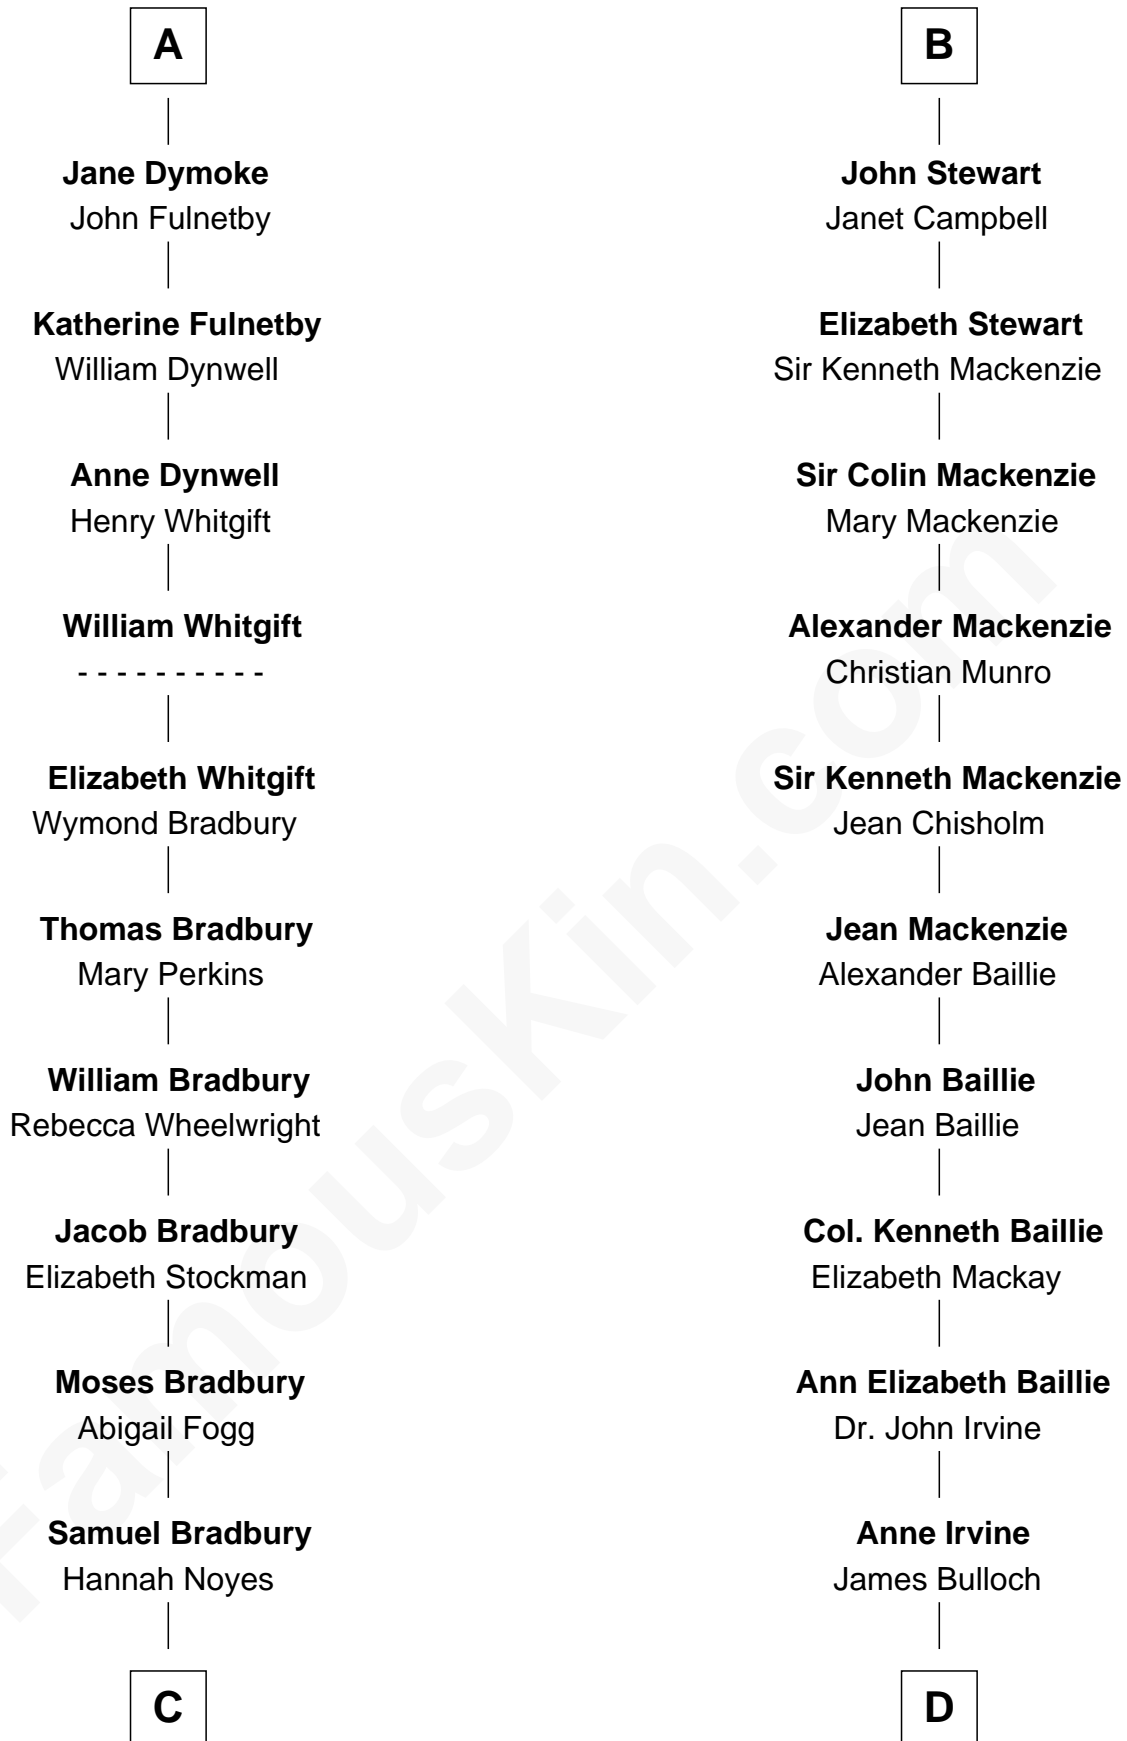 A
Jane Dymoke
John Fulnetby
Katherine Fulnetby
William Dynwell
Anne Dynwell
Henry Whitgift
William Whitgift
- - - - - - - - - -
Elizabeth Whitgift
Wymond Bradbury
Thomas Bradbury
Mary Perkins
William Bradbury
Rebecca Wheelwright
Jacob Bradbury
Elizabeth Stockman
Moses Bradbury
Abigail Fogg
Samuel Bradbury
Hannah Noyes
C
B
John Stewart
Janet Campbell
Elizabeth Stewart
Sir Kenneth Mackenzie
Sir Colin Mackenzie
Mary Mackenzie
Alexander Mackenzie
Christian Munro
Sir Kenneth Mackenzie
Jean Chisholm
Jean Mackenzie
Alexander Baillie
John Baillie
Jean Baillie
Col. Kenneth Baillie
Elizabeth Mackay
Ann Elizabeth Baillie
Dr. John Irvine
Anne Irvine
James Bulloch
D
FamousKin.com